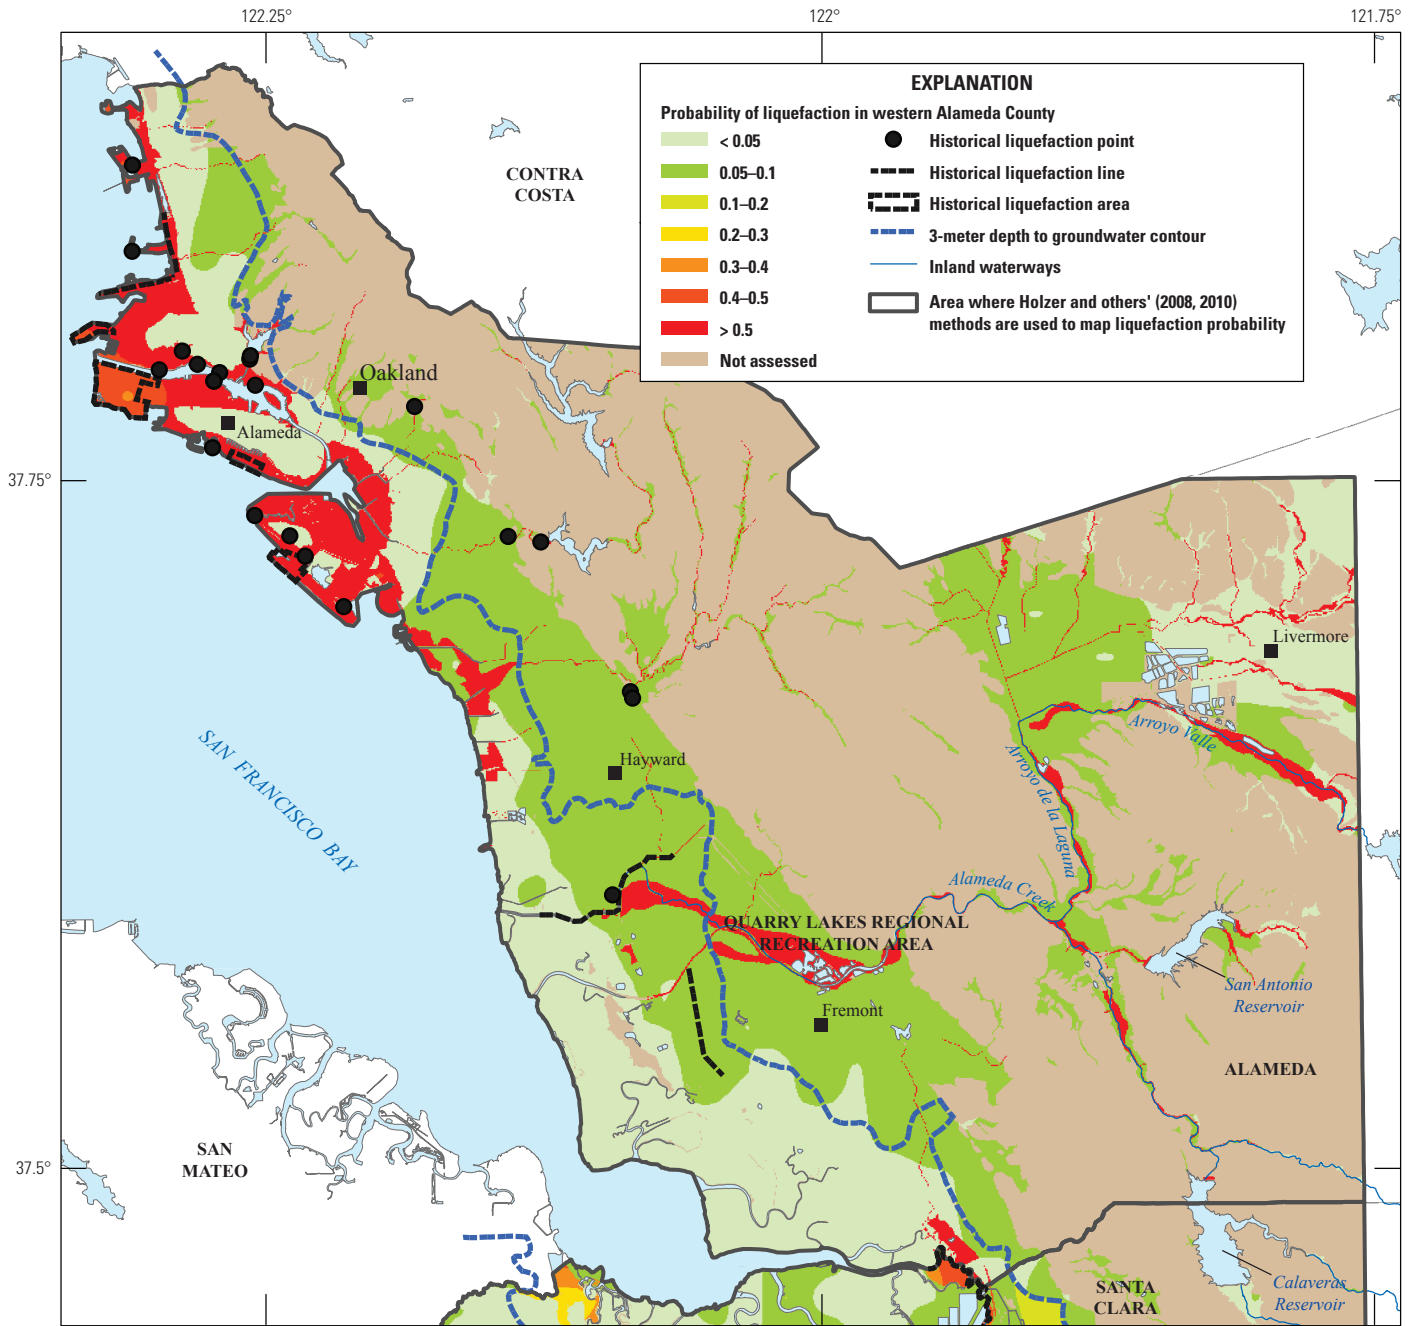 122.25°
122°
121.75°
EXPLANATION
Probability of liquefaction in western Alameda County
< 0.05
0.05–0.1
0.1–0.2
0.2–0.3
0.3–0.4
0.4–0.5
> 0.5
Not assessed
Historical liquefaction point
Historical liquefaction line
Historical liquefaction area
3-meter depth to groundwater contour
Inland waterways
Area where Holzer and others' (2008, 2010)
methods are used to map liquefaction probability
CONTRA
COSTA
Oakland
Alameda
37.75°
Livermore
Arroyo Valle
Arroyo de la Laguna
SAN FRANCISCO BAY
Hayward
Alameda Creek
QUARRY LAKES REGIONAL
RECREATION AREA
San Antonio
Reservoir
Fremont
ALAMEDA
SAN
MATEO
37.5°
SANTA
CLARA
Calaveras
Reservoir